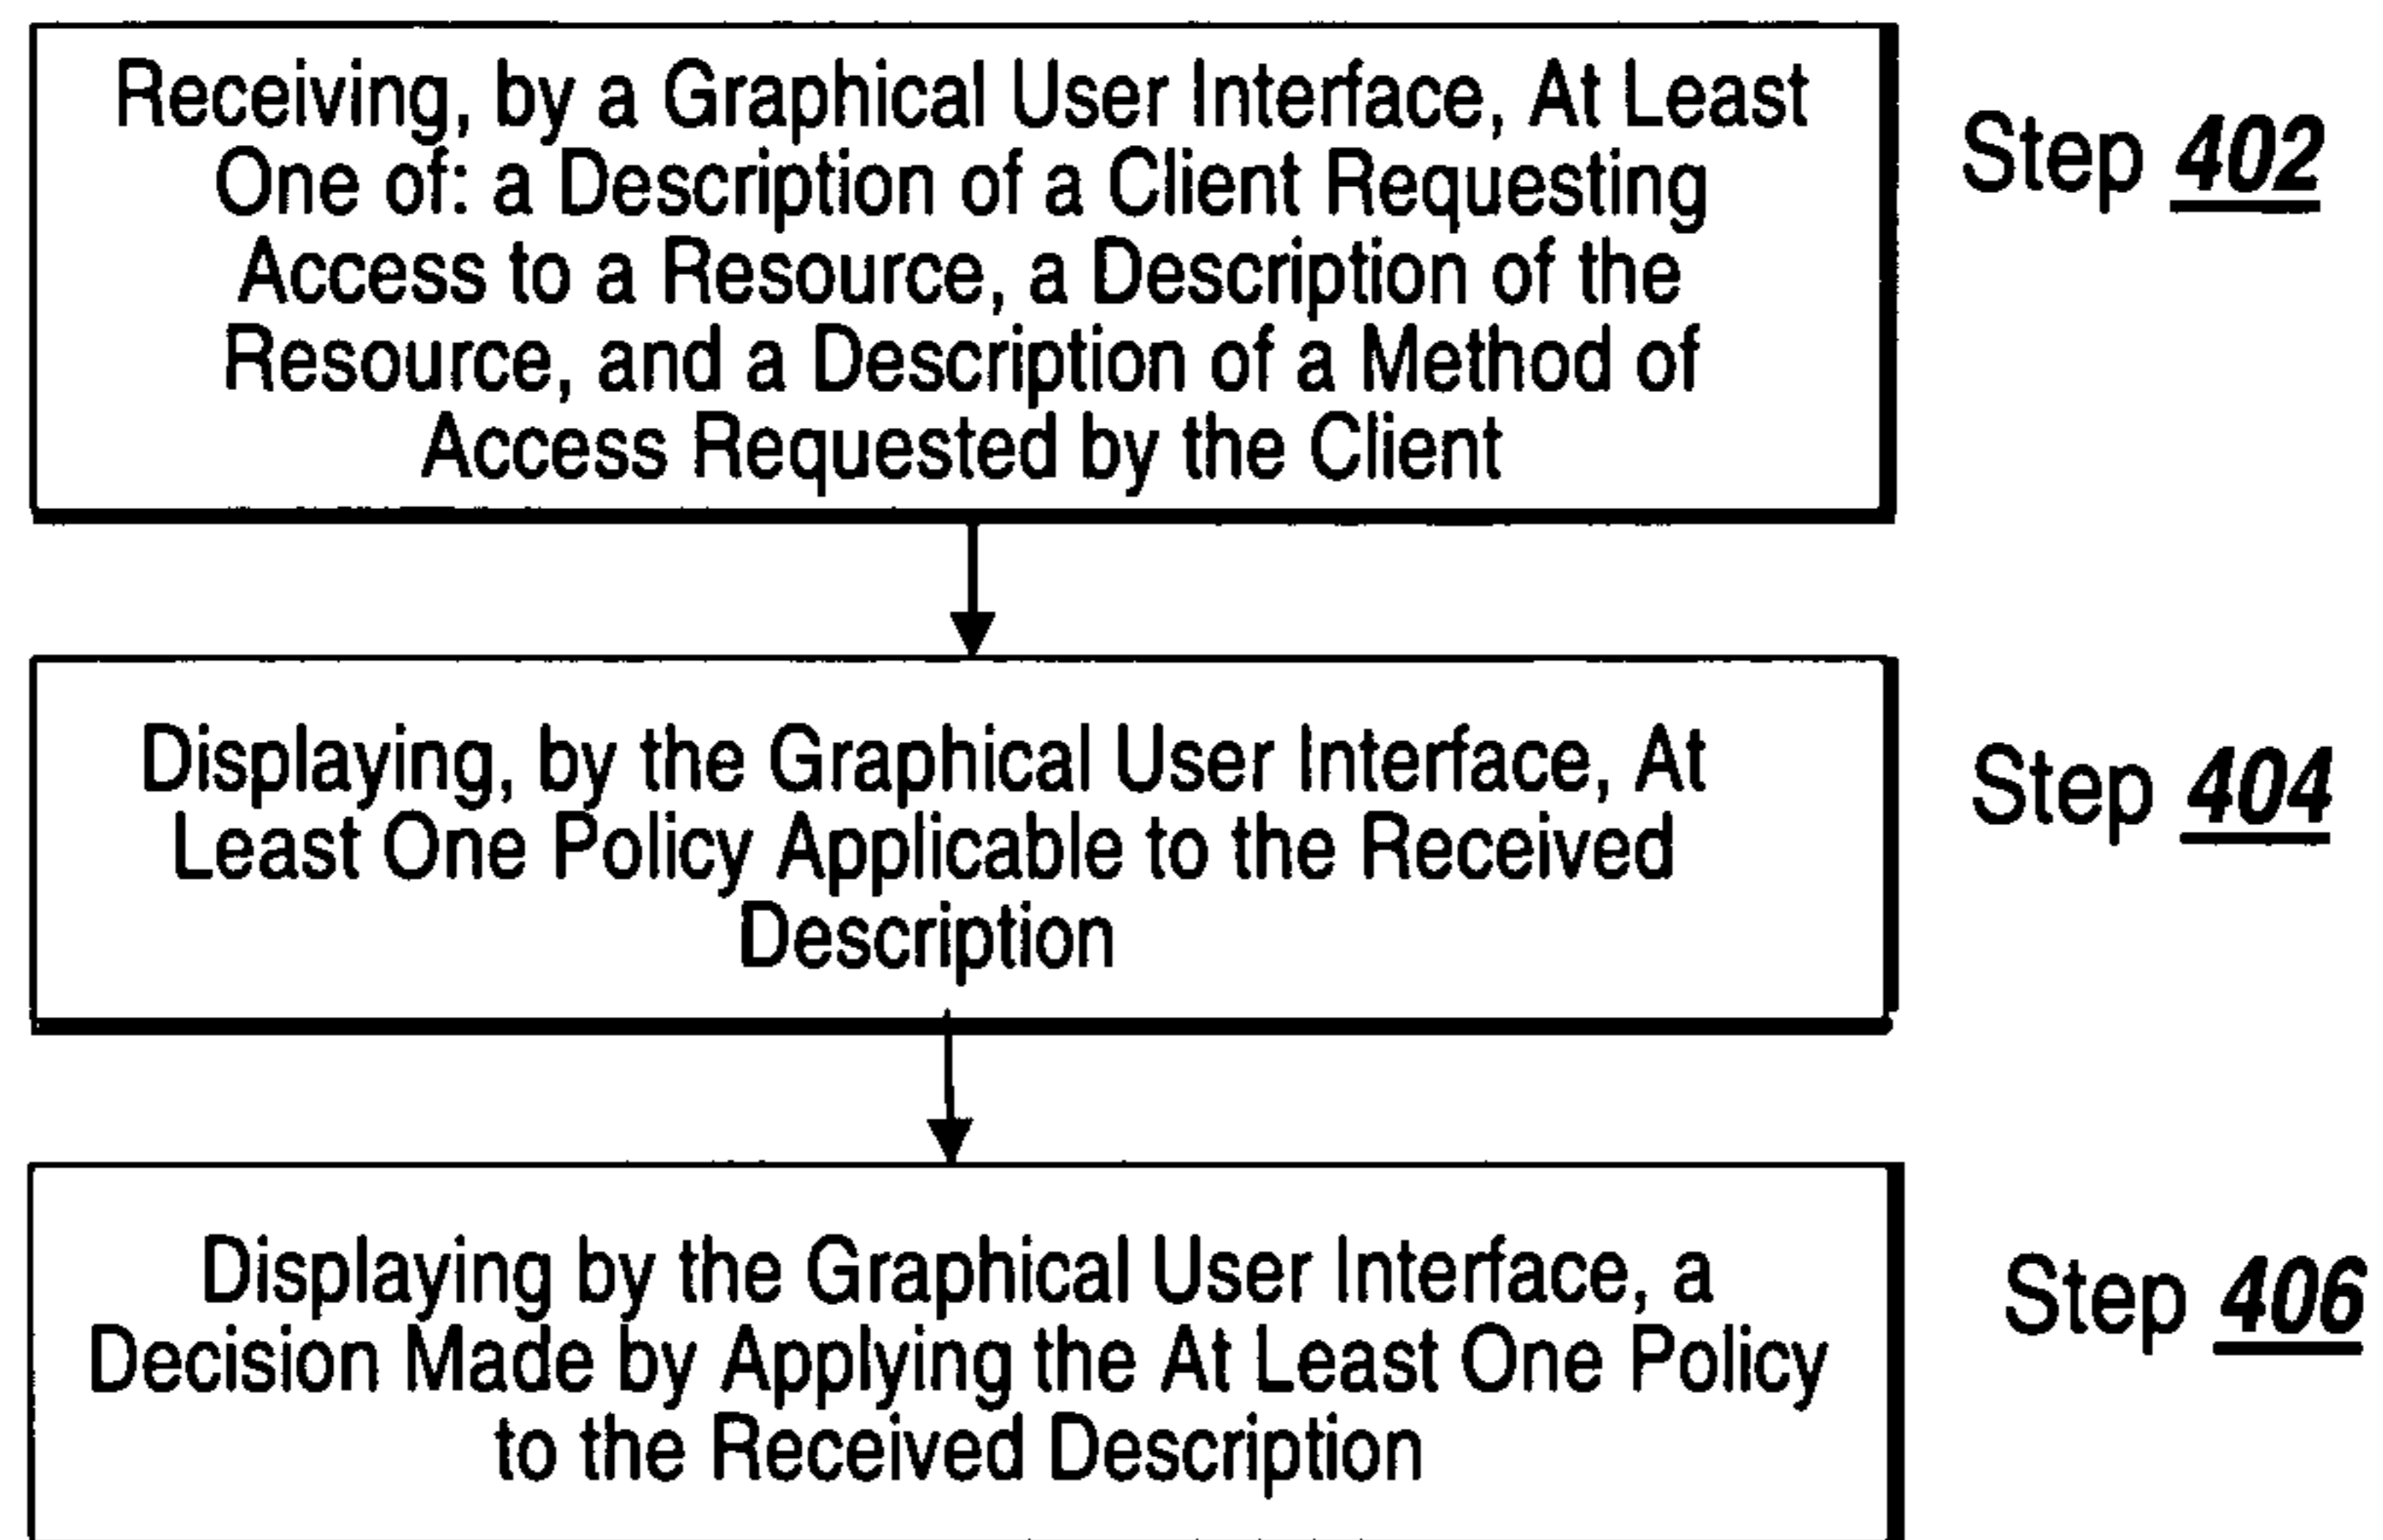 Receiving, by a Graphical User Interface, At Least
One of: a Description of a Client Requesting
Access to a Resource, a Description of the
Resource, and a Description of a Method of
Access Requested by the Client
Step 402
Displaying, by the Graphical User Interface, At
Least One Policy Applicable to the Received
Description
Step 404
Displaying by the Graphical User Interface, a
Decision Made by Applying the At Least One Policy
to the Received Description
Step 406